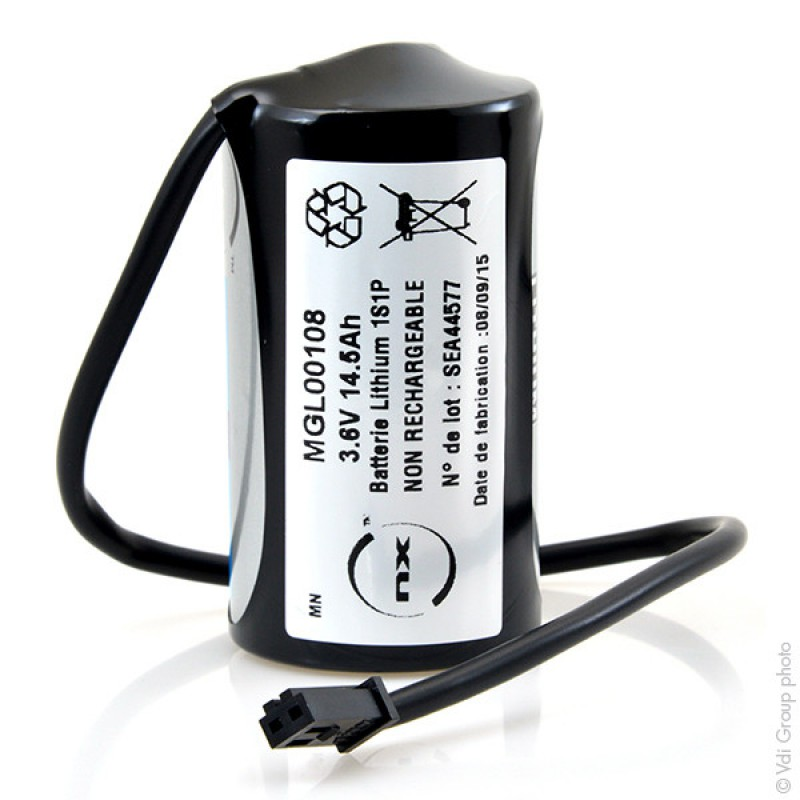 MGL00108
3.6V 14.5Ah
Batterie Lithium 1S1P
NON RECHARGEABLE
N° de lot : SEA44577
Date de fabrication :08/09/15
nx
TM
MN
© Vdi Group photo